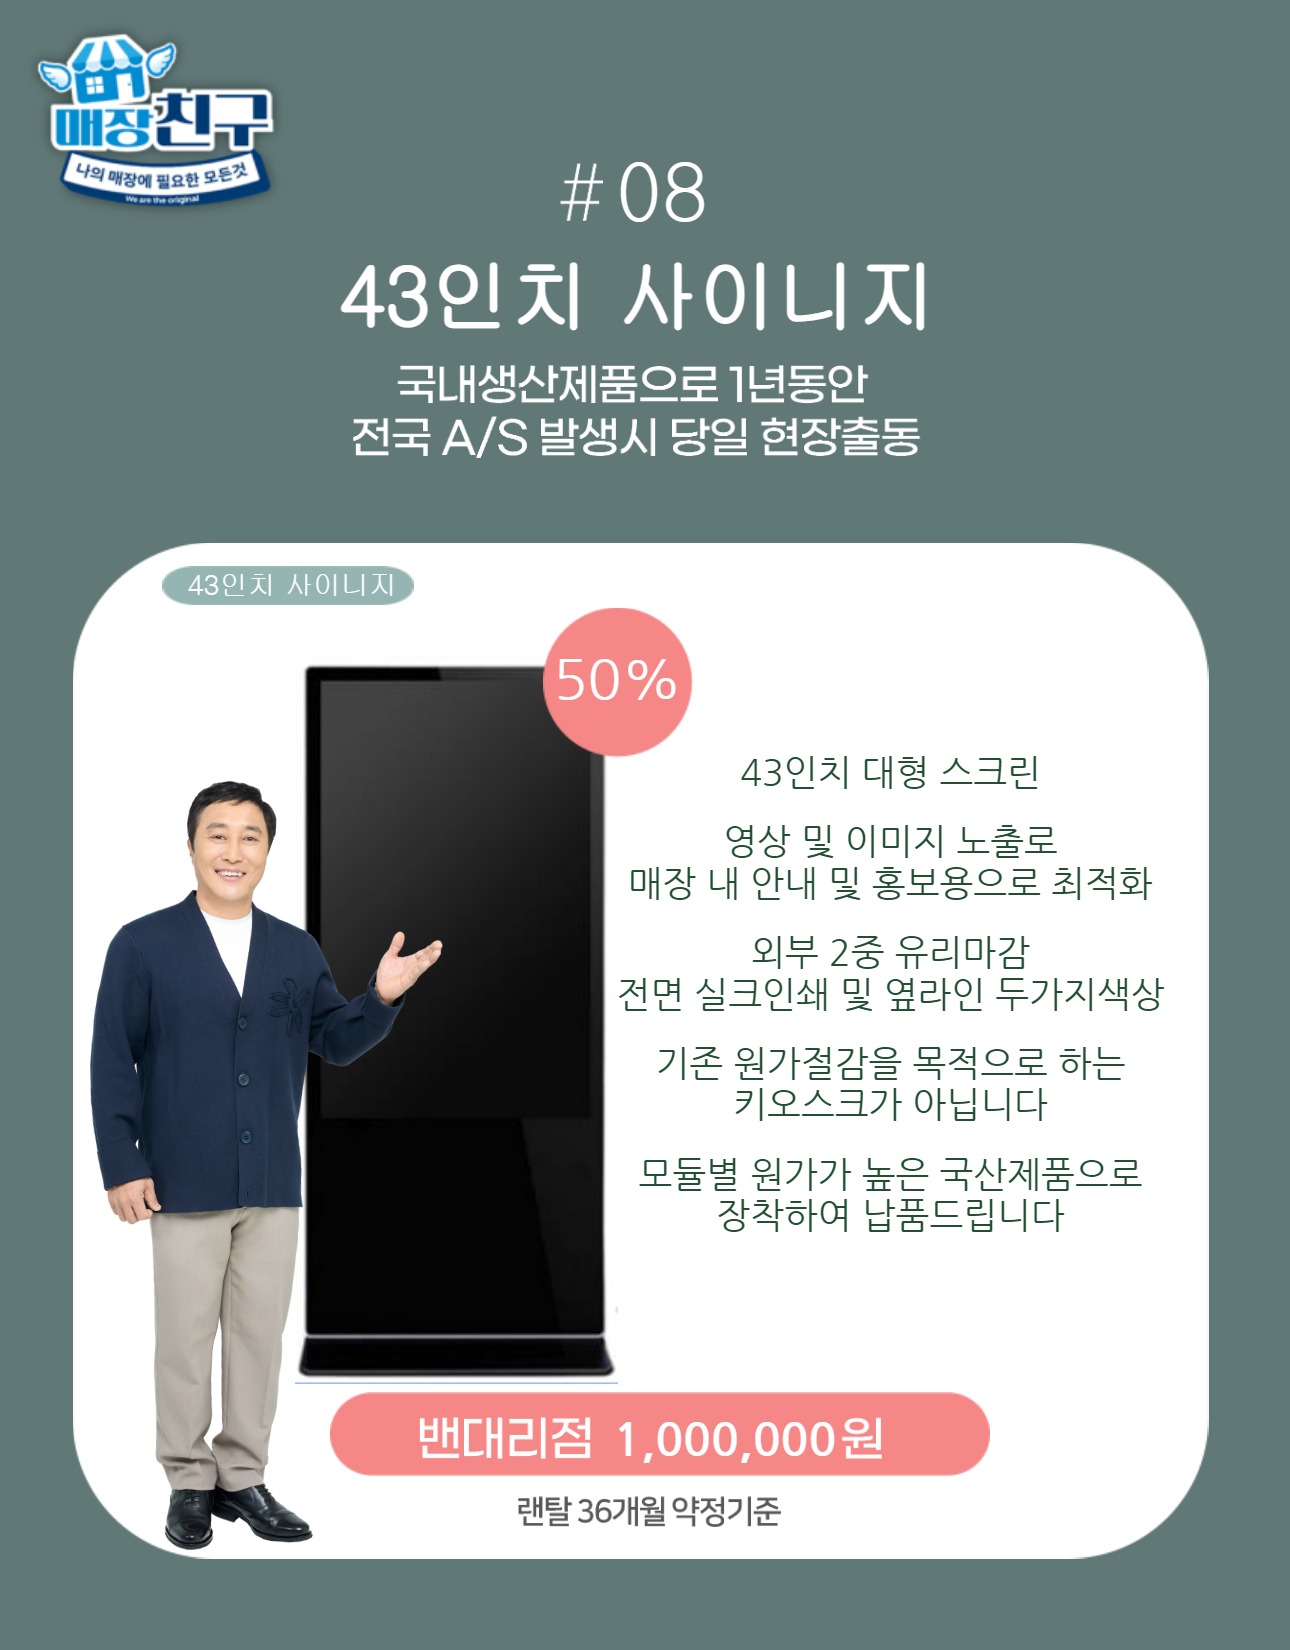 매장친구
나의 매장에 필요한 모든것
We are the original
#08
43인치 사이니지
국내생산제품으로 1년동안
전국 A/S 발생시 당일 현장출동
43인치 사이니지
50%
43인치 대형 스크린
영상 및 이미지 노출로
매장 내 안내 및 홍보용으로 최적화
외부 2중 유리마감
전면 실크인쇄 및 옆라인 두가지색상
기존 원가절감을 목적으로 하는
키오스크가 아닙니다
모듈별 원가가 높은 국산제품으로
장착하여 납품드립니다
밴대리점 1,000,000원
랜탈 36개월 약정기준